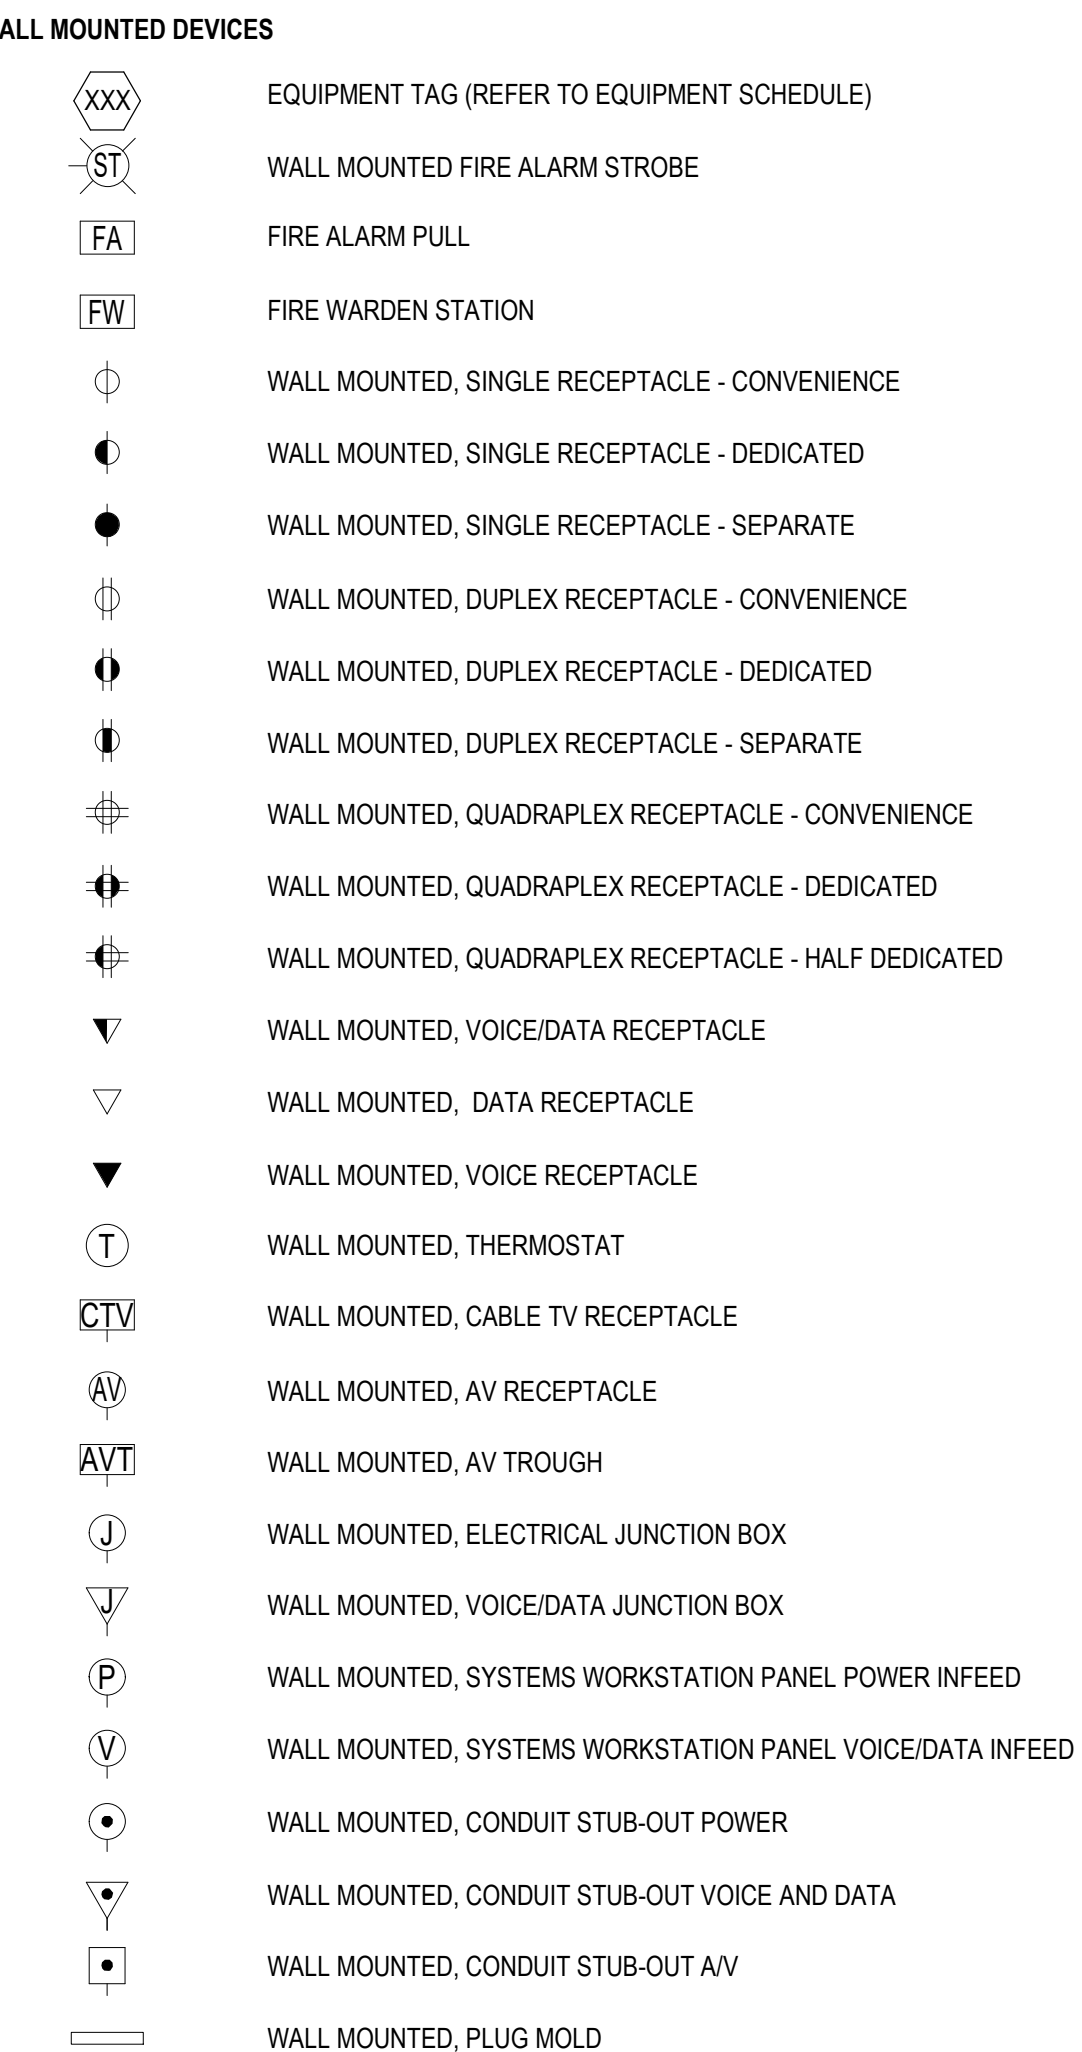 ALL MOUNTED DEVICES
XXX EQUIPMENT TAG (REFER TO EQUIPMENT SCHEDULE)
ST WALL MOUNTED FIRE ALARM STROBE
FA FIRE ALARM PULL
FW FIRE WARDEN STATION
WALL MOUNTED, SINGLE RECEPTACLE - CONVENIENCE
WALL MOUNTED, SINGLE RECEPTACLE - DEDICATED
WALL MOUNTED, SINGLE RECEPTACLE - SEPARATE
WALL MOUNTED, DUPLEX RECEPTACLE - CONVENIENCE
WALL MOUNTED, DUPLEX RECEPTACLE - DEDICATED
WALL MOUNTED, DUPLEX RECEPTACLE - SEPARATE
WALL MOUNTED, QUADRAPLEX RECEPTACLE - CONVENIENCE
WALL MOUNTED, QUADRAPLEX RECEPTACLE - DEDICATED
WALL MOUNTED, QUADRAPLEX RECEPTACLE - HALF DEDICATED
WALL MOUNTED, VOICE/DATA RECEPTACLE
WALL MOUNTED, DATA RECEPTACLE
WALL MOUNTED, VOICE RECEPTACLE
T WALL MOUNTED, THERMOSTAT
CTV WALL MOUNTED, CABLE TV RECEPTACLE
AV WALL MOUNTED, AV RECEPTACLE
AVT WALL MOUNTED, AV TROUGH
J WALL MOUNTED, ELECTRICAL JUNCTION BOX
J WALL MOUNTED, VOICE/DATA JUNCTION BOX
P WALL MOUNTED, SYSTEMS WORKSTATION PANEL POWER INFEED
V WALL MOUNTED, SYSTEMS WORKSTATION PANEL VOICE/DATA INFEED
WALL MOUNTED, CONDUIT STUB-OUT POWER
WALL MOUNTED, CONDUIT STUB-OUT VOICE AND DATA
WALL MOUNTED, CONDUIT STUB-OUT A/V
WALL MOUNTED, PLUG MOLD